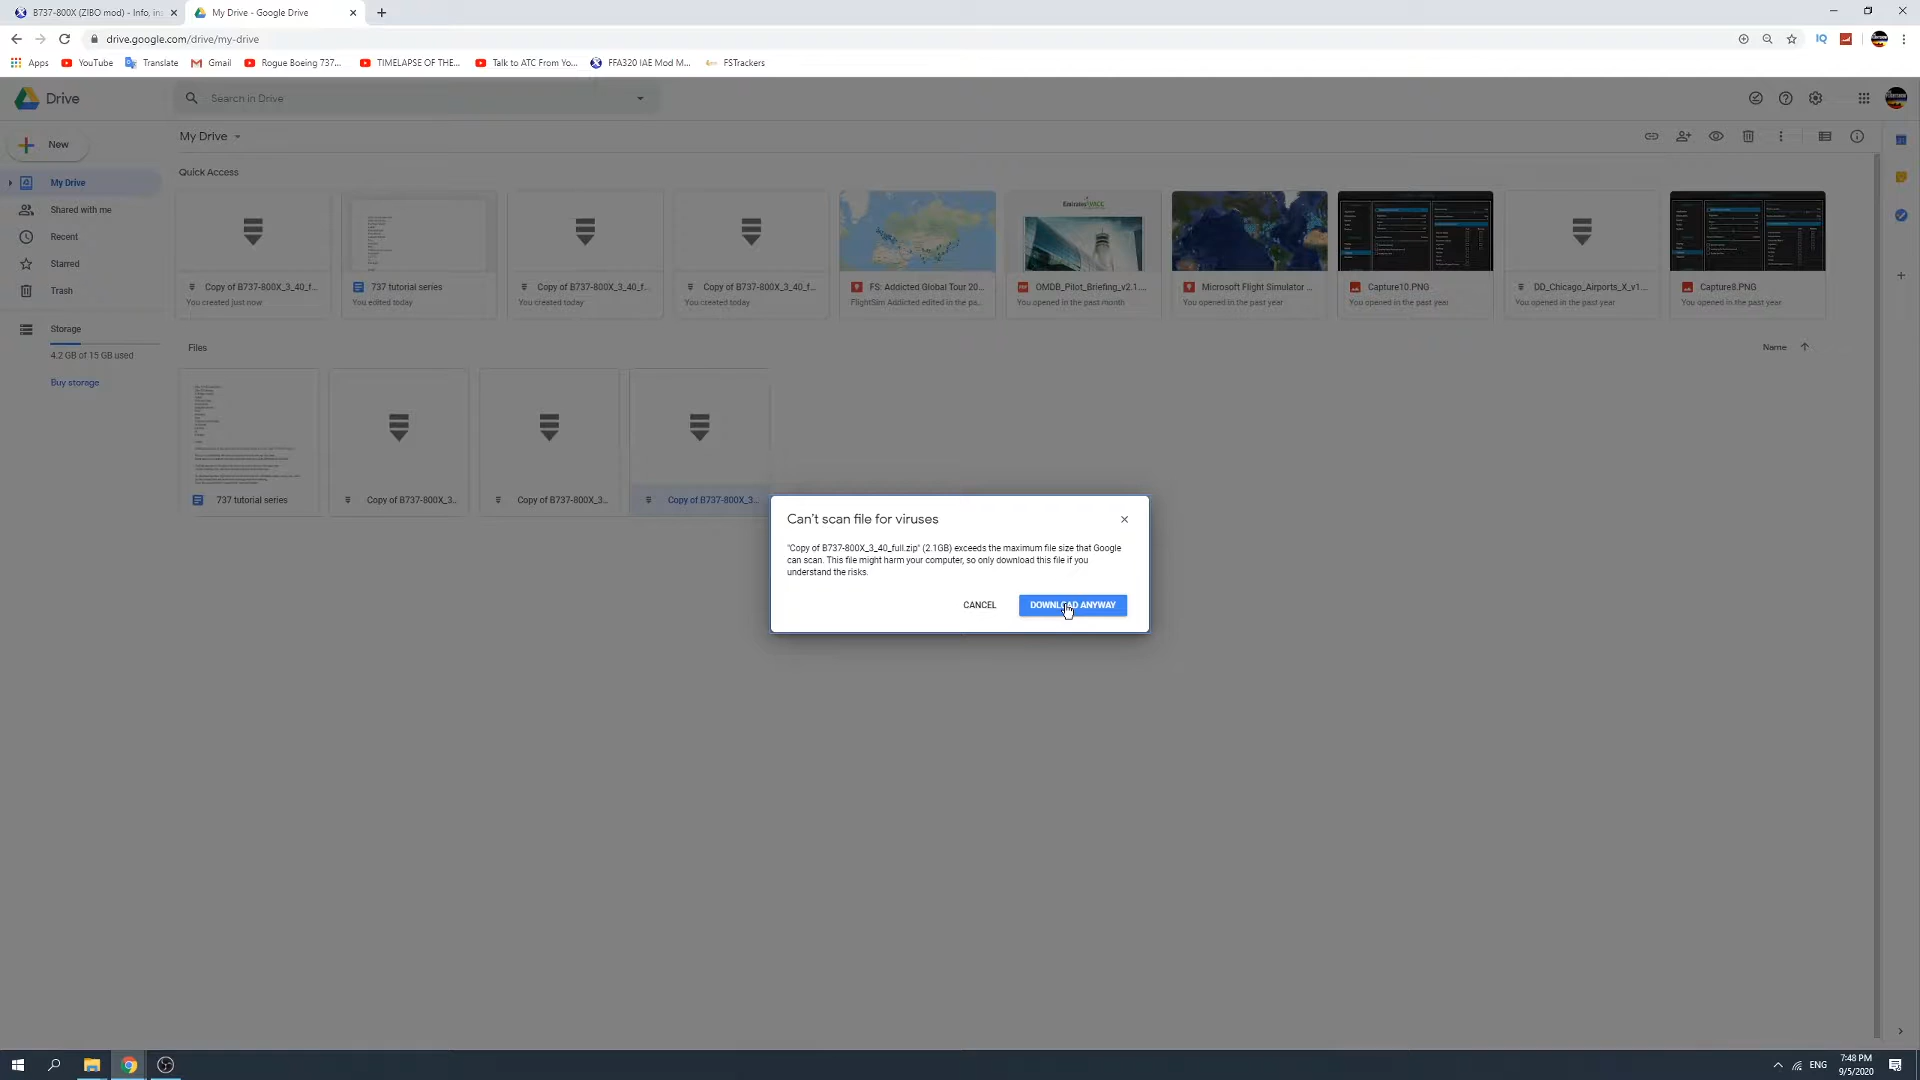 B737-800X (ZIBO mod) - Info, in
My Drive - Google Drive
drive.google.com/drive/my-drive
IQ
Apps
YouTube
Translate
Gmail
Rogue Boeing 737...
TIMELAPSE OF THE...
Talk to ATC From Yo...
FFA320 IAE Mod M...
FSTrackers
Drive
Search in Drive
New
My Drive
Quick Access
My Drive
Shared with me
Recent
Starred
Trash
Storage
4.2 GB of 15 GB used
Buy storage
Copy of B737-800X_3_40_f...
You created just now
737 tutorial series
You edited today
Copy of B737-800X_3_40_f...
You created today
Copy of B737-800X_3_40_f...
You created today
FS: Addicted Global Tour 20...
FlightSim Addicted edited in the pa...
Emirates VACC
OMDB_Pilot_Briefing_v2.1....
You opened in the past month
Microsoft Flight Simulator ...
You opened in the past year
Capture10.PNG
You opened in the past year
DD_Chicago_Airports_X_v1...
You opened in the past year
Capture8.PNG
You opened in the past year
Files
Name
737 tutorial series
Copy of B737-800X_3...
Copy of B737-800X_3...
Copy of B737-800X_3...
Can't scan file for viruses
"Copy of B737-800X_3_40_full.zip" (2.1GB) exceeds the maximum file size that Google
can scan. This file might harm your computer, so only download this file if you
understand the risks.
CANCEL
DOWNLOAD ANYWAY
ENG
7:48 PM
9/5/2020